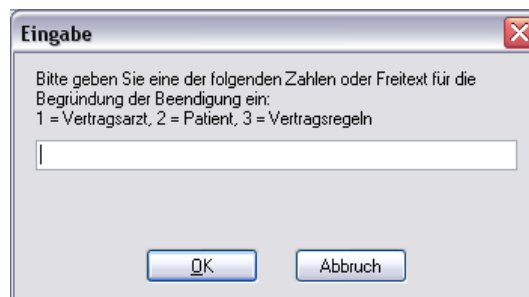 Eingabe
Bitte geben Sie eine der folgenden Zahlen oder Freitext für die
Begründung der Beendigung ein:
1 = Vertragsarzt, 2 = Patient, 3 = Vertragsregeln
OK
Abbruch